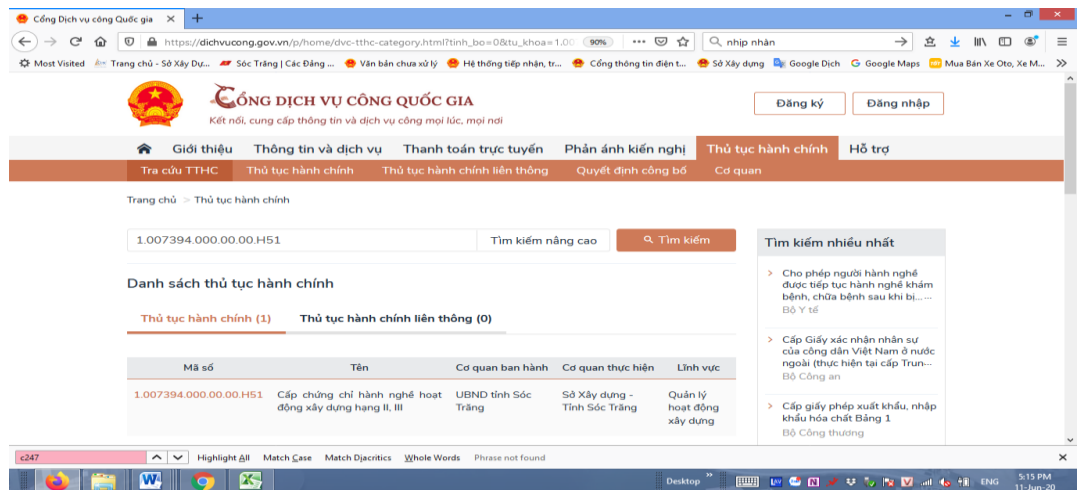 Cổng Dịch vụ công Quốc gia
https://dichvucong.gov.vn/p/home/dvc-tthc-category.html?tinh_bo=0&tu_khoa=1.00 90% nhịp nhàn
Most Visited Trang chủ - Sở Xây Dự... Sóc Trăng | Các Đảng ... Văn bản chưa xử lý Hệ thống tiếp nhận, tr... Cổng thông tin điện t... Sở Xây dựng Google Dịch Google Maps Mua Bán Xe Oto, Xe M...
CỔNG DỊCH VỤ CÔNG QUỐC GIA
Kết nối, cung cấp thông tin và dịch vụ công mọi lúc, mọi nơi
Đăng ký Đăng nhập
Giới thiệu Thông tin và dịch vụ Thanh toán trực tuyến Phản ánh kiến nghị Thủ tục hành chính Hỗ trợ
Tra cứu TTHC Thủ tục hành chính Thủ tục hành chính liên thông Quyết định công bố Cơ quan
Trang chủ > Thủ tục hành chính
1.007394.000.00.00.H51 Tìm kiếm nâng cao Tìm kiếm
Danh sách thủ tục hành chính
Thủ tục hành chính (1) Thủ tục hành chính liên thông (0)
Mã số Tên Cơ quan ban hành Cơ quan thực hiện Lĩnh vực
1.007394.000.00.00.H51 Cấp chứng chỉ hành nghề hoạt UBND tỉnh Sóc Sở Xây dựng - Quản lý
động xây dựng hạng II, III Trăng Tỉnh Sóc Trăng hoạt động
xây dựng
Tìm kiếm nhiều nhất
Cho phép người hành nghề
được tiếp tục hành nghề khám
bệnh, chữa bệnh sau khi bị......
Bộ Y tế
Cấp Giấy xác nhận nhân sự
của công dân Việt Nam ở nước
ngoài (thực hiện tại cấp Trun...
Bộ Công an
Cấp giấy phép xuất khẩu, nhập
khẩu hóa chất Bảng 1
Bộ Công thương
c247 Highlight All Match Case Match Diacritics Whole Words Phrase not found
Desktop ENG 5:15 PM
11-Jun-20